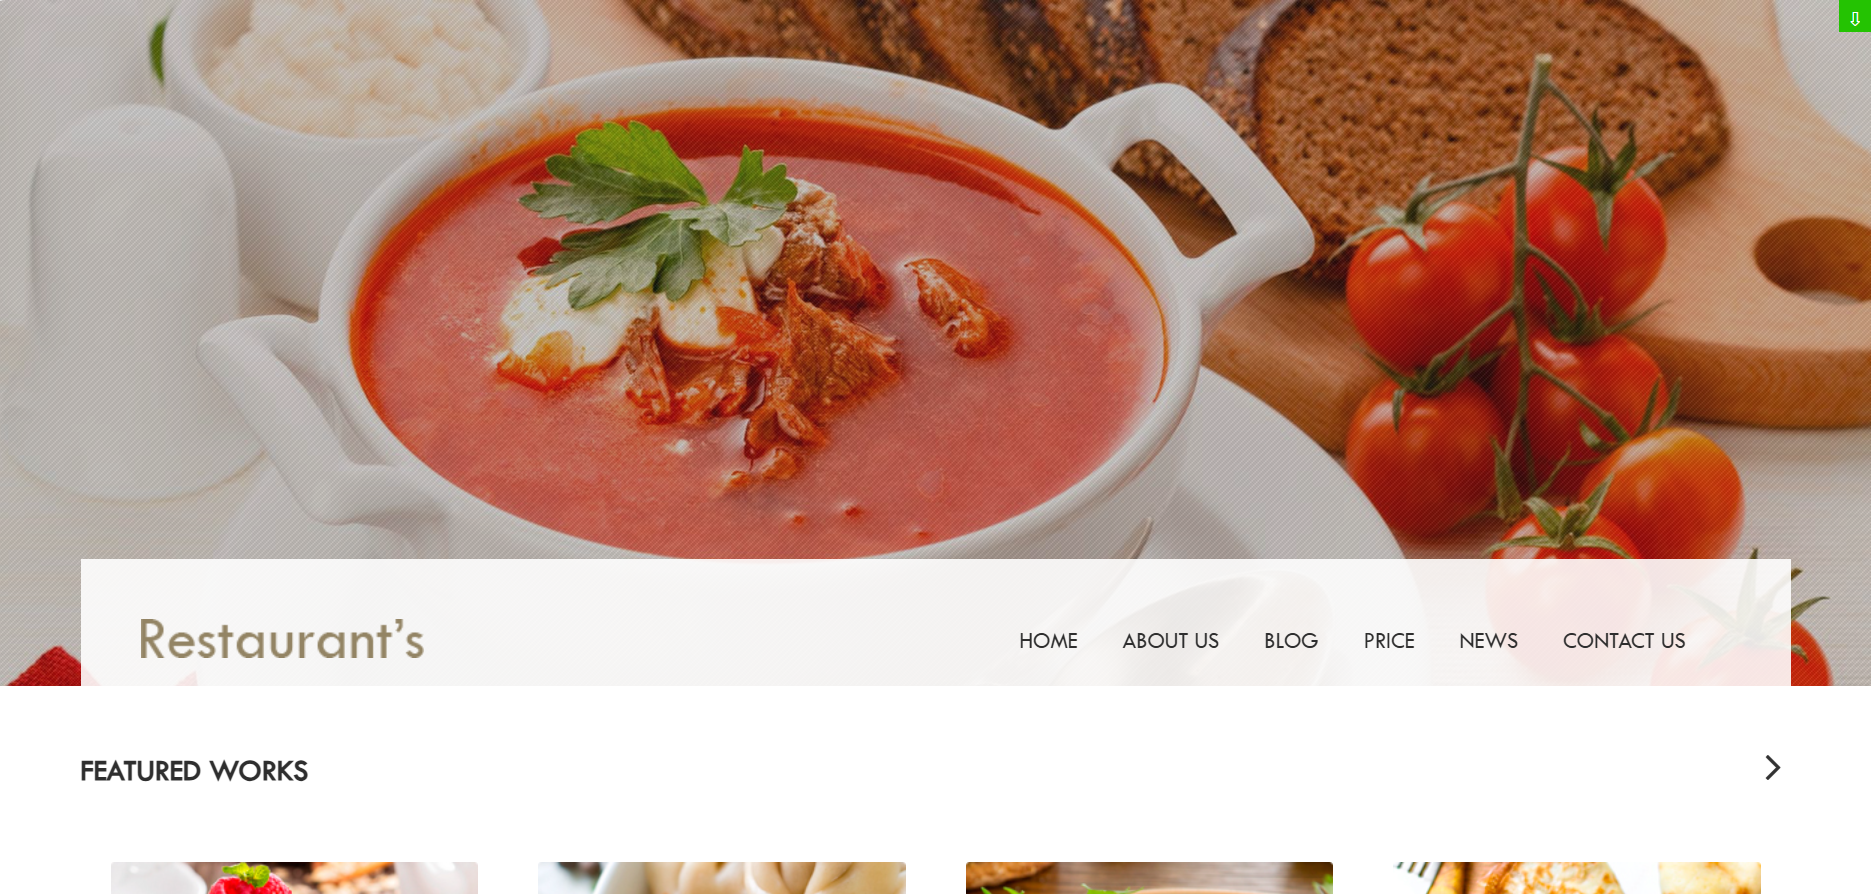 Restaurant’s
HOME ABOUT US BLOG PRICE NEWS CONTACT US
FEATURED WORKS